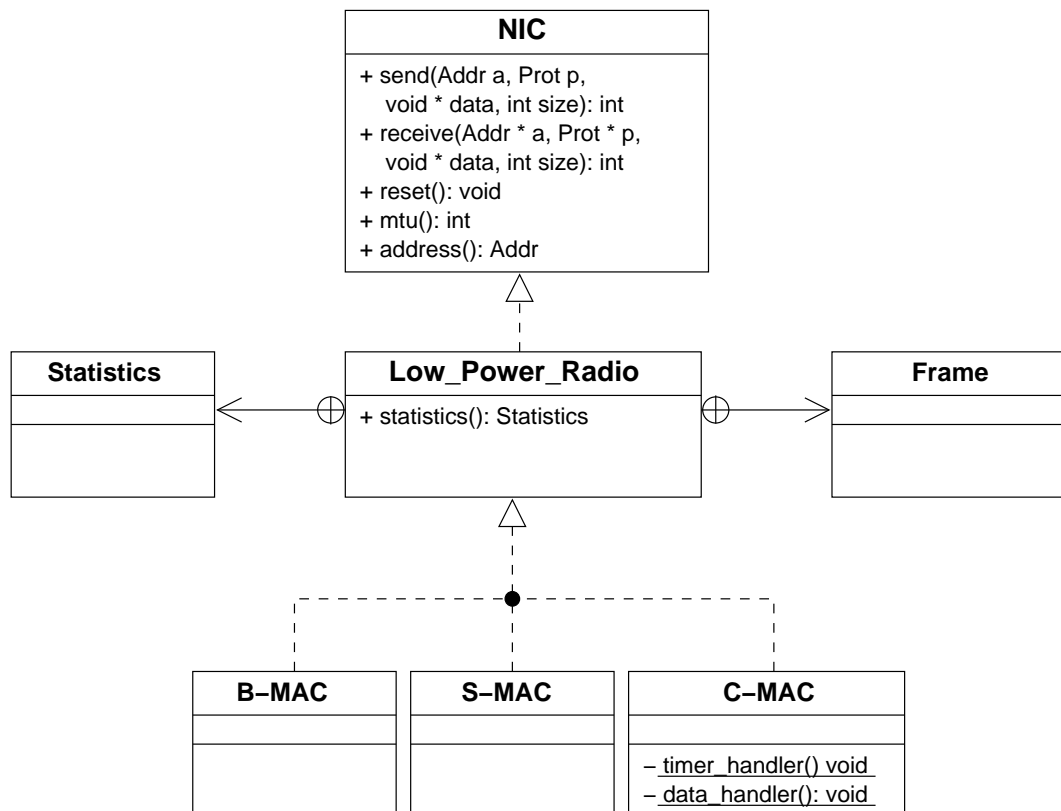 NIC
+ send(Addr a, Prot p,
void * data, int size): int
+ receive(Addr * a, Prot * p,
void * data, int size): int
+ reset(): void
+ mtu(): int
+ address(): Addr
Statistics
Low_Power_Radio
+ statistics(): Statistics
Frame
B–MAC
S–MAC
C–MAC
– timer_handler() void
– data_handler(): void